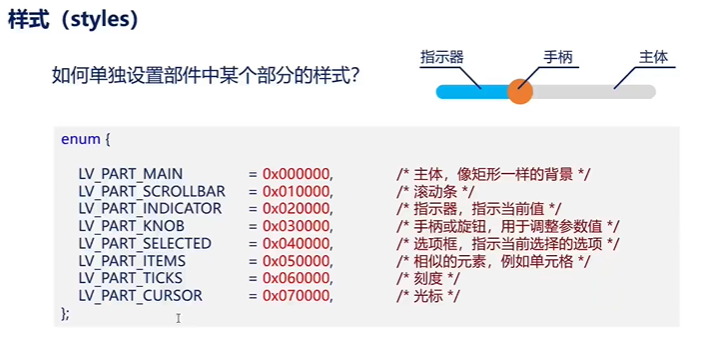 样式（styles）
如何单独设置部件中某个部分的样式？
指示器 手柄 主体
enum {
LV_PART_MAIN = 0x000000, /* 主体，像矩形一样的背景 */
LV_PART_SCROLLBAR = 0x010000, /* 滚动条 */
LV_PART_INDICATOR = 0x020000, /* 指示器，指示当前值 */
LV_PART_KNOB = 0x030000, /* 手柄或旋钮，用于调整参数值 */
LV_PART_SELECTED = 0x040000, /* 选项框，指示当前选择的选项 */
LV_PART_ITEMS = 0x050000, /* 相似的元素，例如单元格 */
LV_PART_TICKS = 0x060000, /* 刻度 */
LV_PART_CURSOR = 0x070000, /* 光标 */
};